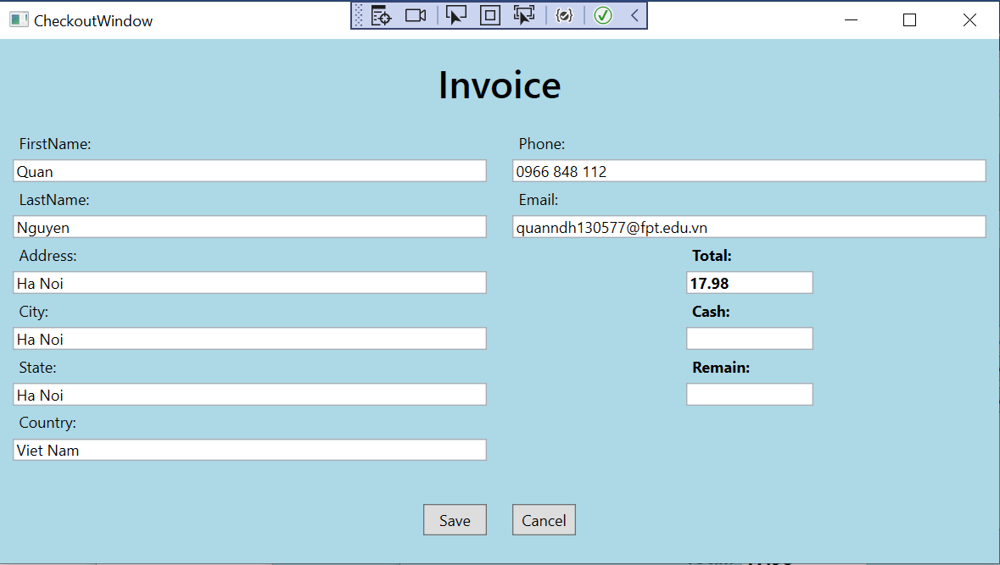 CheckoutWindow
Invoice
FirstName:
Quan
LastName:
Nguyen
Address:
Ha Noi
City:
Ha Noi
State:
Ha Noi
Country:
Viet Nam
Phone:
0966 848 112
Email:
quanndh130577@fpt.edu.vn
Total:
17.98
Cash:
Remain:
Save Cancel